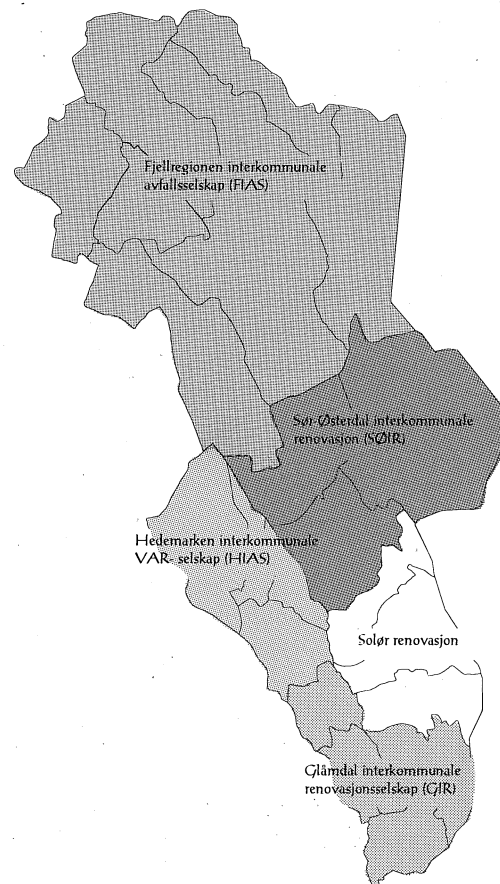 Fjellregionen interkommunale
avfallsselskap (FIAS)
Sør-Østerdal interkommunale
renovasjon (SØIR)
Hedemarken interkommunale
VAR- selskap (HIAS)
Solør renovasjon
Glåmdal interkommunale
renovasjonsselskap (GIR)